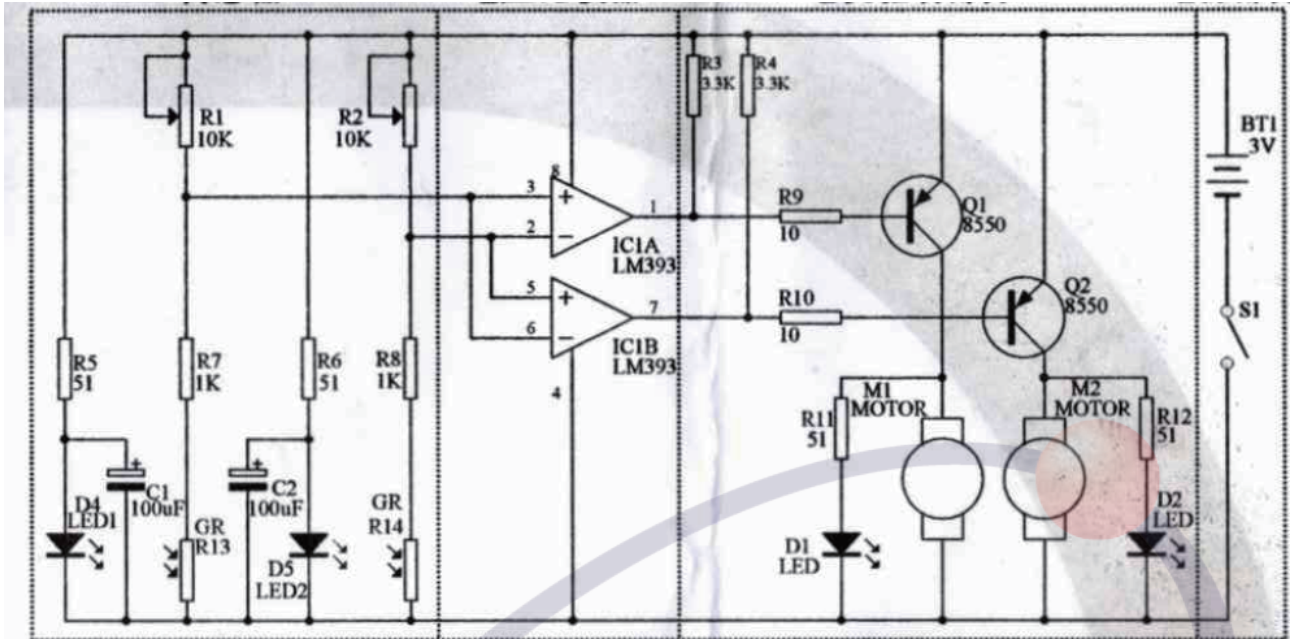 R1
10K
R2
10K
R3
3.3K
R4
3.3K
BT1
3V
8
3
+
2
−
1
IC1A
LM393
5
+
6
−
7
IC1B
LM393
4
R9
10
Q1
8550
R10
10
Q2
8550
S1
R5
51
R7
1K
R6
51
R8
1K
M1
MOTOR
M2
MOTOR
R11
51
R12
51
+
C1
100uF
+
C2
100uF
D4
LED1
GR
R13
D5
LED2
GR
R14
D1
LED
D2
LED